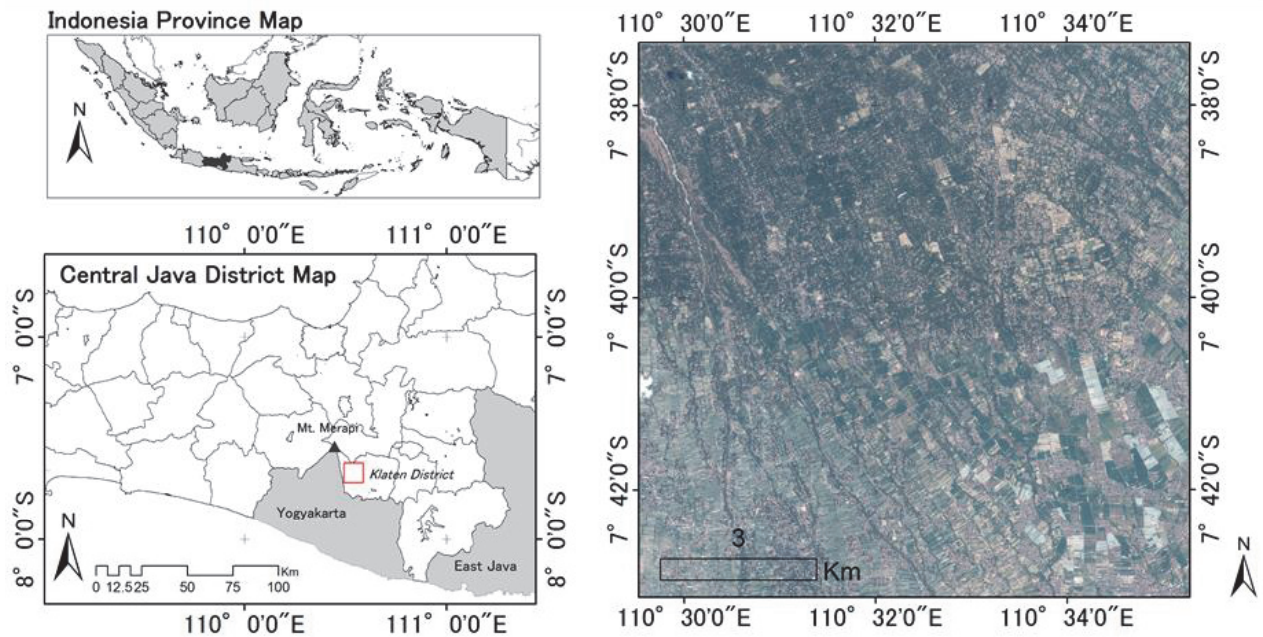 Indonesia Province Map
N
110° 0'0"E 111° 0'0"E
Central Java District Map
7° 0'0"S
7° 0'0"S
Mt. Merapi
Klaten District
Yogyakarta
East Java
N
0 12.525 50 75 100 Km
8° 0'0"S
8° 0'0"S
110° 0'0"E 111° 0'0"E
110° 30'0"E 110° 32'0"E 110° 34'0"E
7° 38'0"S
7° 38'0"S
7° 40'0"S
7° 40'0"S
7° 42'0"S
7° 42'0"S
3
Km
N
110° 30'0"E 110° 32'0"E 110° 34'0"E